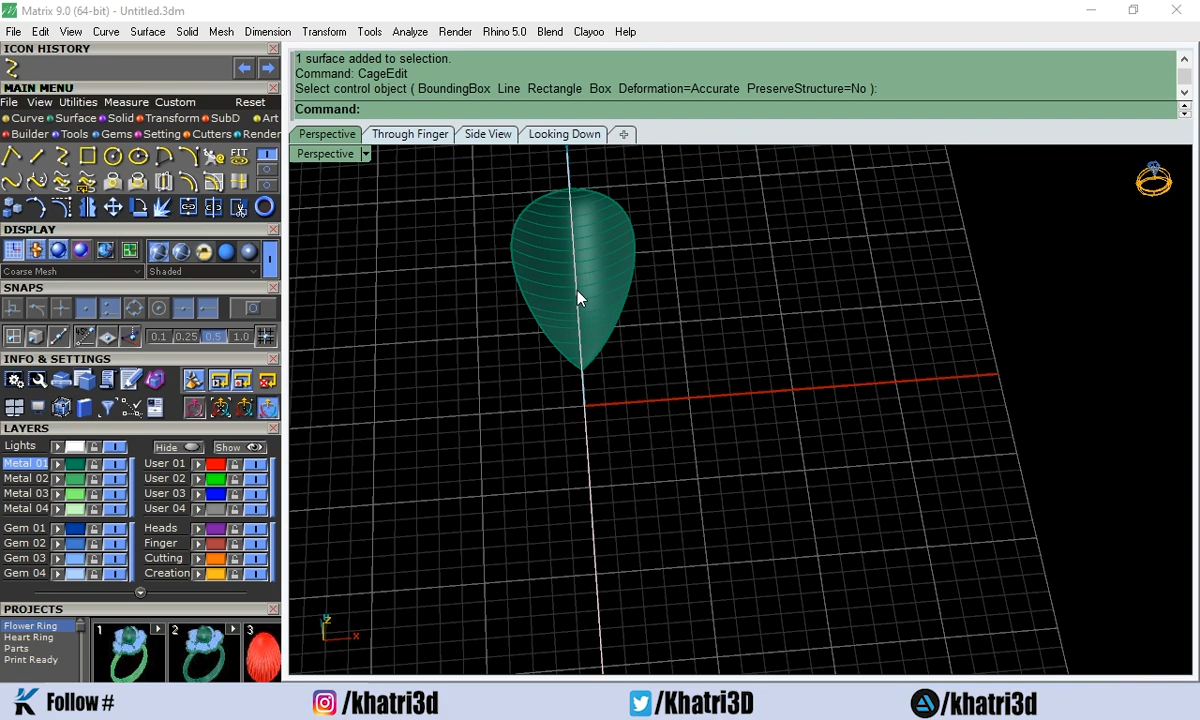 Matrix 9.0 (64-bit) - Untitled.3dm
File Edit View Curve Surface Solid Mesh Dimension Transform Tools Analyze Render Rhino 5.0 Blend Clayoo Help
ICON HISTORY
MAIN MENU
File View Utilities Measure Custom Reset
Curve Surface Solid Transform SubD Art
Builder Tools Gems Setting Cutters Render
FIT
DISPLAY
Coarse Mesh Shaded
SNAPS
0.1 0.25 0.5 1.0
INFO & SETTINGS
LAYERS
Lights Hide Show
Metal 01 User 01
Metal 02 User 02
Metal 03 User 03
Metal 04 User 04
Gem 01 Heads
Gem 02 Finger
Gem 03 Cutting
Gem 04 Creation
PROJECTS
Flower Ring
Heart Ring
Parts
Print Ready
1 2 3
1 surface added to selection.
Command: CageEdit
Select control object ( BoundingBox Line Rectangle Box Deformation=Accurate PreserveStructure=No ):
Command:
Perspective Through Finger Side View Looking Down
Perspective
z
x
Follow # /khatri3d /Khatri3D /khatri3d